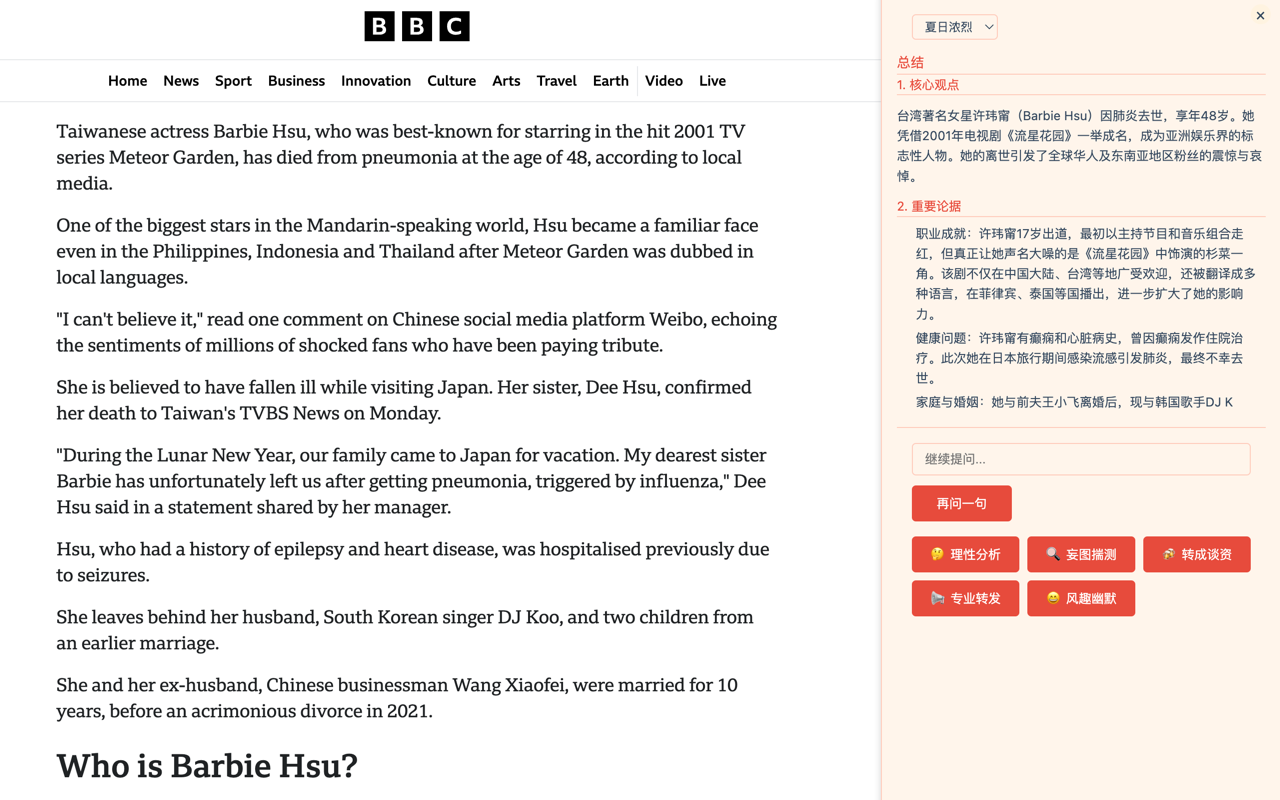 BBC
Home News Sport Business Innovation Culture Arts Travel Earth Video Live
Taiwanese actress Barbie Hsu, who was best-known for starring in the hit 2001 TV
series Meteor Garden, has died from pneumonia at the age of 48, according to local
media.
One of the biggest stars in the Mandarin-speaking world, Hsu became a familiar face
even in the Philippines, Indonesia and Thailand after Meteor Garden was dubbed in
local languages.
"I can't believe it," read one comment on Chinese social media platform Weibo, echoing
the sentiments of millions of shocked fans who have been paying tribute.
She is believed to have fallen ill while visiting Japan. Her sister, Dee Hsu, confirmed
her death to Taiwan's TVBS News on Monday.
"During the Lunar New Year, our family came to Japan for vacation. My dearest sister
Barbie has unfortunately left us after getting pneumonia, triggered by influenza," Dee
Hsu said in a statement shared by her manager.
Hsu, who had a history of epilepsy and heart disease, was hospitalised previously due
to seizures.
She leaves behind her husband, South Korean singer DJ Koo, and two children from
an earlier marriage.
She and her ex-husband, Chinese businessman Wang Xiaofei, were married for 10
years, before an acrimonious divorce in 2021.
Who is Barbie Hsu?
夏日浓烈
×
总结
1. 核心观点
台湾著名女星许玮甯（Barbie Hsu）因肺炎去世，享年48岁。她
凭借2001年电视剧《流星花园》一举成名，成为亚洲娱乐界的标
志性人物。她的离世引发了全球华人及东南亚地区粉丝的震惊与哀
悼。
2. 重要论据
职业成就：许玮甯17岁出道，最初以主持节目和音乐组合走
红，但真正让她声名大噪的是《流星花园》中饰演的杉菜一
角。该剧不仅在中国大陆、台湾等地广受欢迎，还被翻译成多
种语言，在菲律宾、泰国等国播出，进一步扩大了她的影响
力。
健康问题：许玮甯有癫痫和心脏病史，曾因癫痫发作住院治
疗。此次她在日本旅行期间感染流感引发肺炎，最终不幸去
世。
家庭与婚姻：她与前夫王小飞离婚后，现与韩国歌手DJ K
继续提问...
再问一句
🤔 理性分析
🔍 妄图揣测
转成谈资
专业转发
😄 风趣幽默